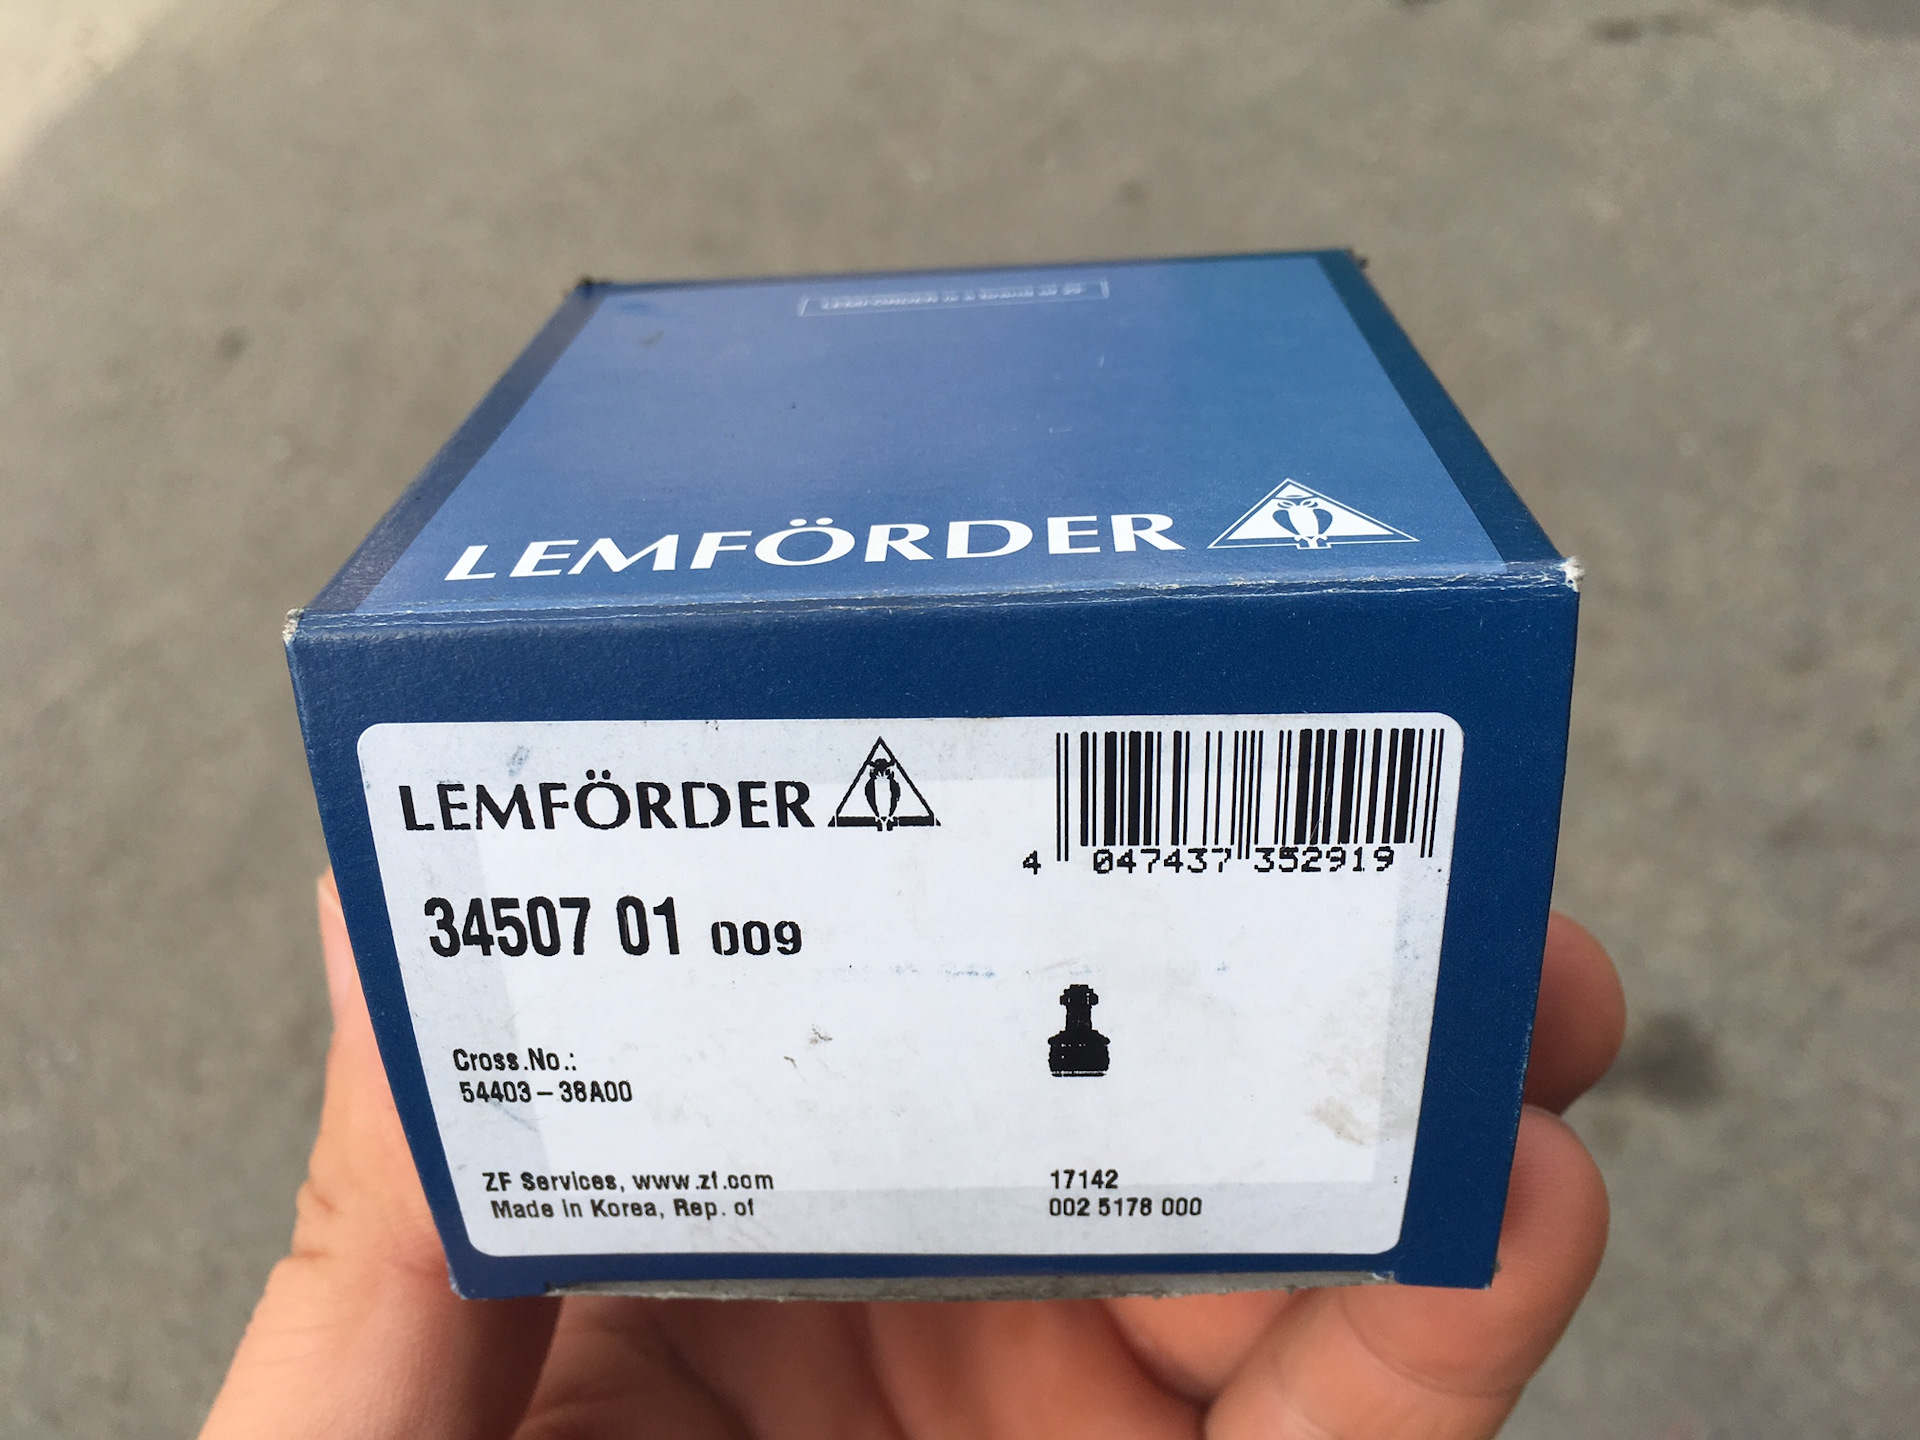 LEMFÖRDER
LEMFÖRDER
4 047437 352919
34507 01 009
Cross.No.:
54403-38A00
ZF Services, www.zf.com
Made in Korea, Rep. of
17142
002 5178 000